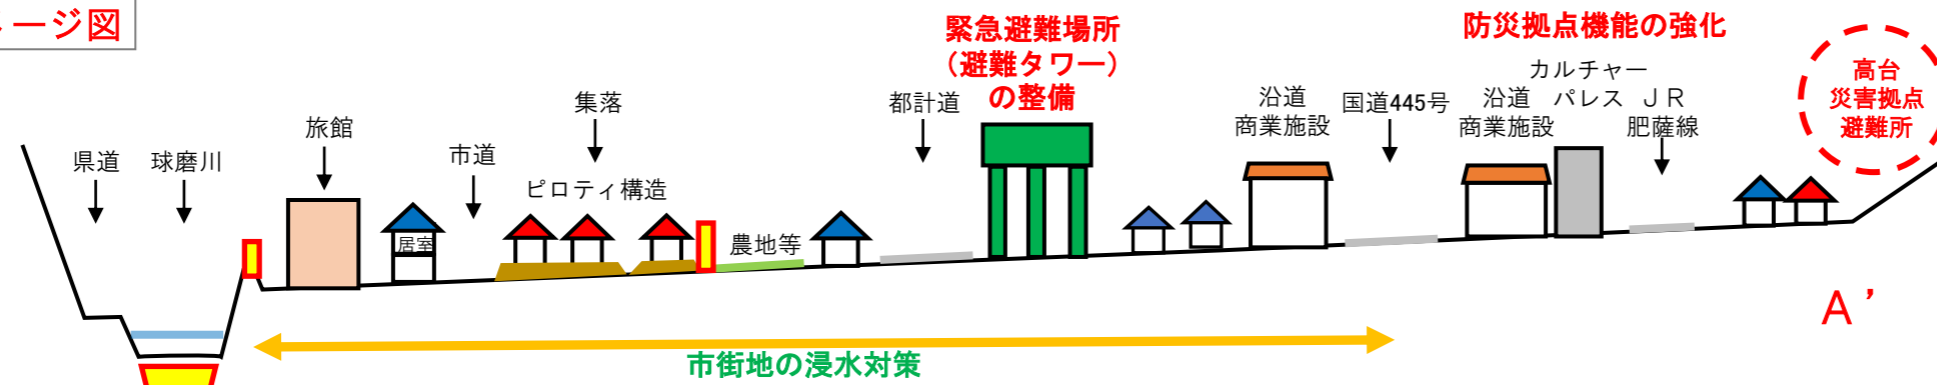 ージ図
緊急避難場所
（避難タワー）
の整備
防災拠点機能の強化
高台
災害拠点
避難所
県道
球磨川
旅館
市道
集落
ピロティ構造
居室
農地等
都計道
沿道
商業施設
国道445号
沿道
商業施設
カルチャー
パレス
ＪＲ
肥薩線
市街地の浸水対策
Ａ’